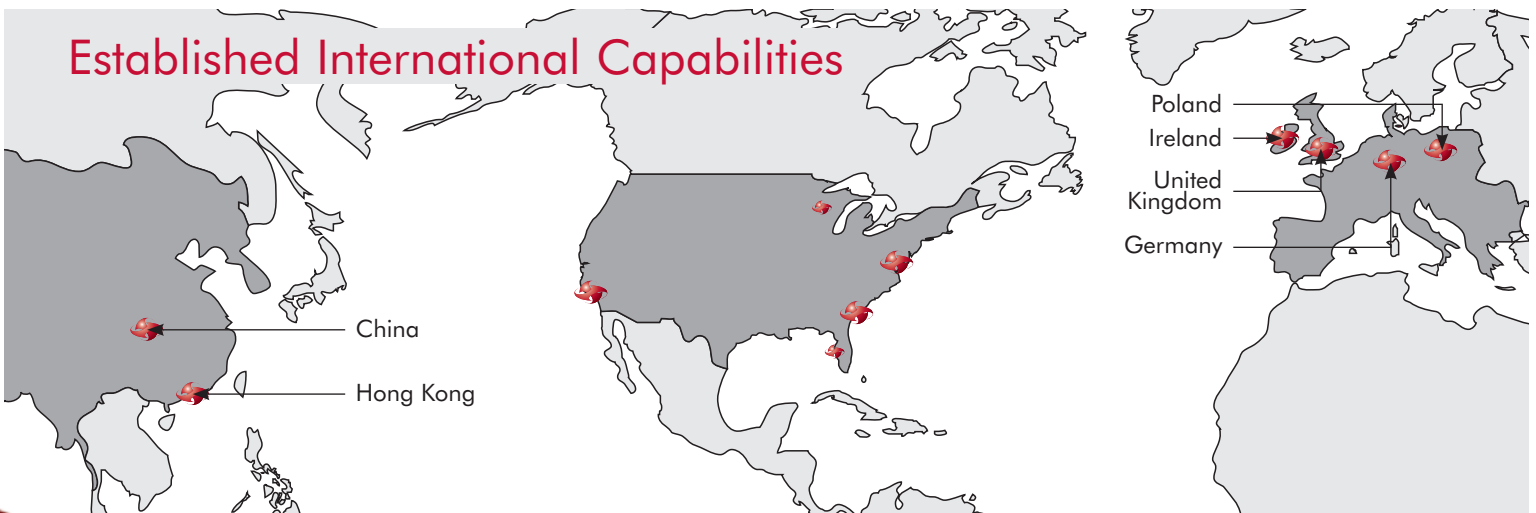 Established International Capabilities
China
Hong Kong
Poland
Ireland
United
Kingdom
Germany